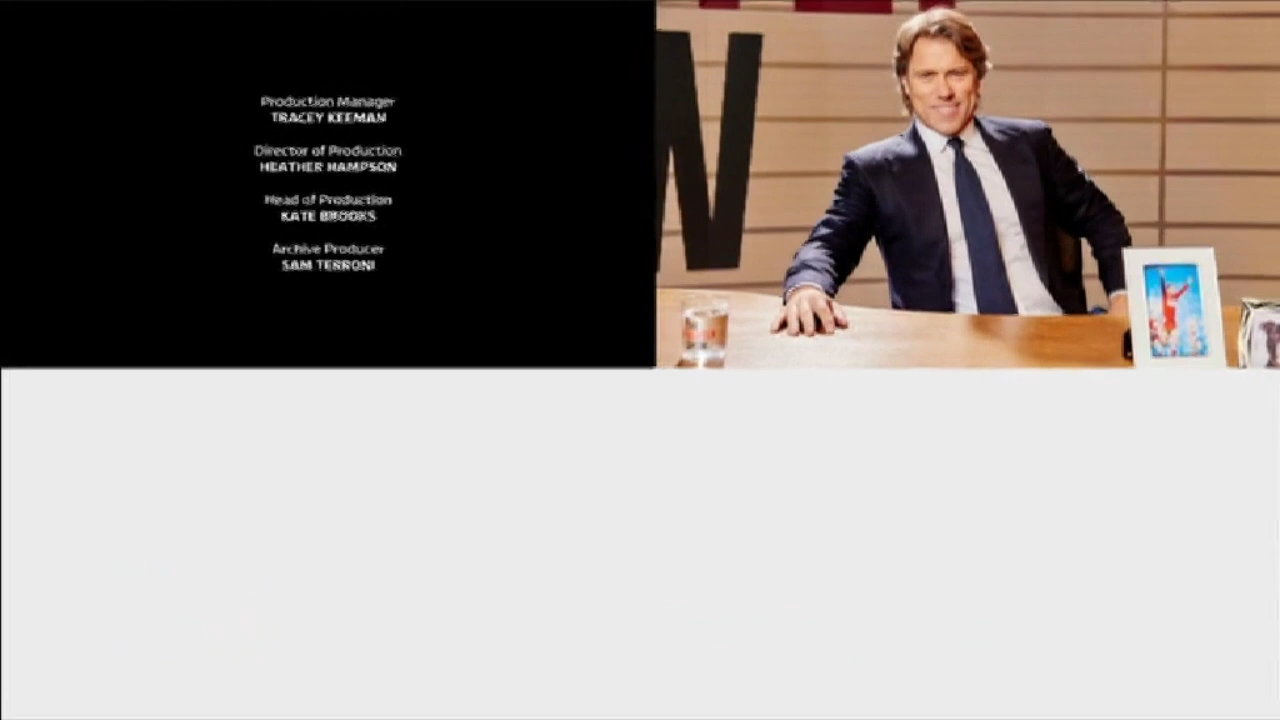 Production Manager
TRACEY KEEMAN
Director of Production
HEATHER HAMPSON
Head of Production
KATE BROOKS
Archive Producer
SAM TERRONI
W